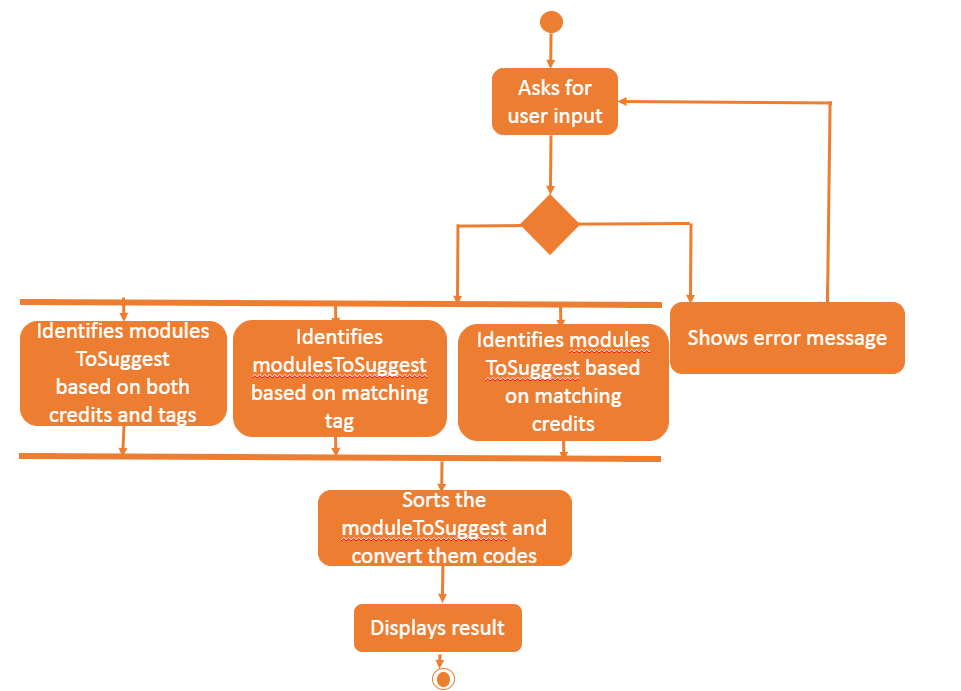 Asks for
user input
Identifies modules
ToSuggest
based on both
credits and tags
Identifies
modulesToSuggest
based on matching
tag
Identifies modules
ToSuggest based
on matching
credits
Shows error message
Sorts the
moduleToSuggest and
convert them codes
Displays result